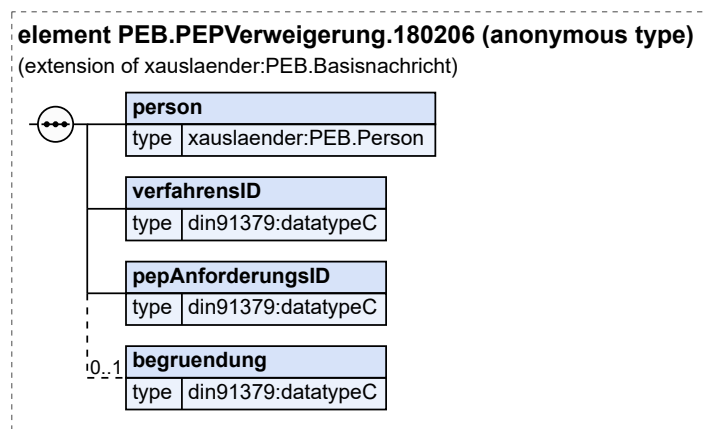 element PEB.PEPVerweigerung.180206 (anonymous type)
(extension of xauslaender:PEB.Basisnachricht)
person
type xauslaender:PEB.Person
verfahrensID
type din91379:datatypeC
pepAnforderungsID
type din91379:datatypeC
0..1 begruendung
type din91379:datatypeC